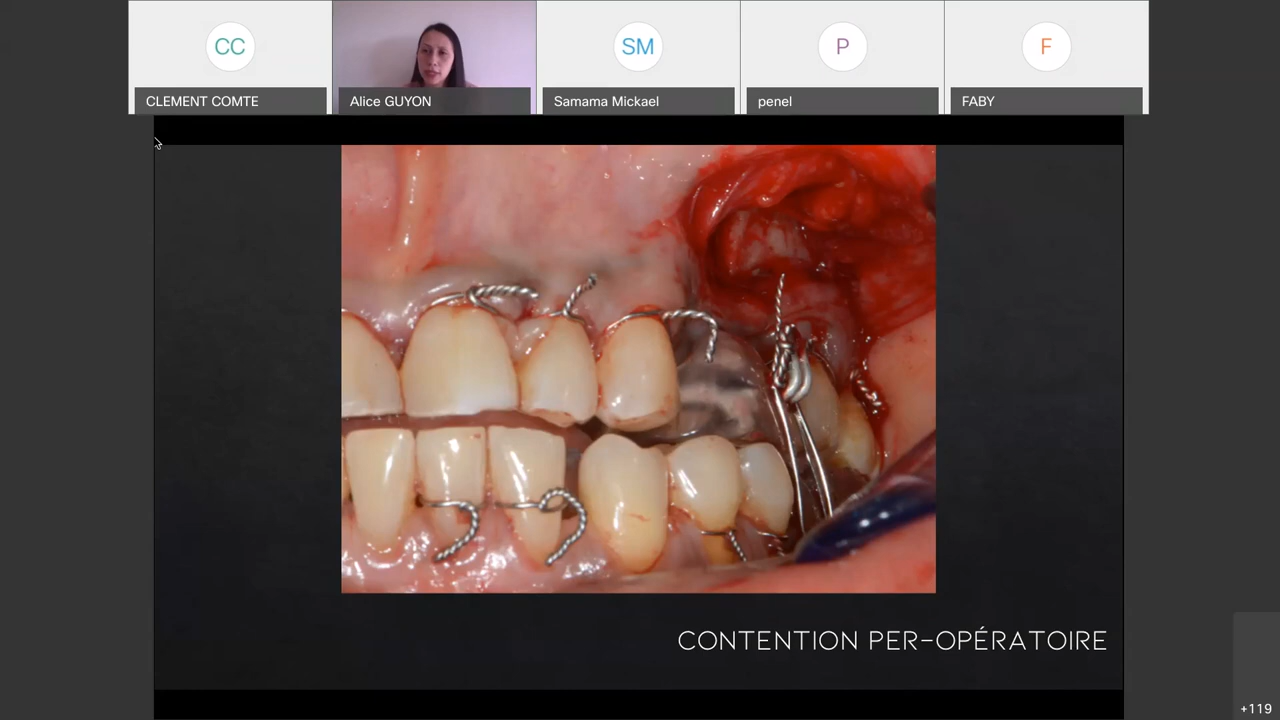 CC
SM
P
F
CLEMENT COMTE
Alice GUYON
Samama Mickael
penel
FABY
CONTENTION PER-OPÉRATOIRE
+119